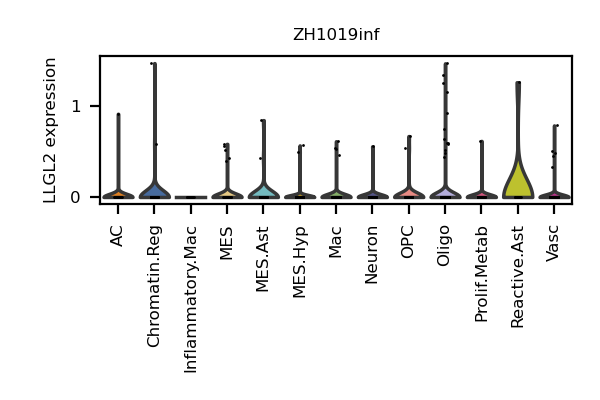 ZH1019inf
LLGL2 expression
1
0
AC
Chromatin.Reg
Inflammatory.Mac
MES
MES.Ast
MES.Hyp
Mac
Neuron
OPC
Oligo
Prolif.Metab
Reactive.Ast
Vasc